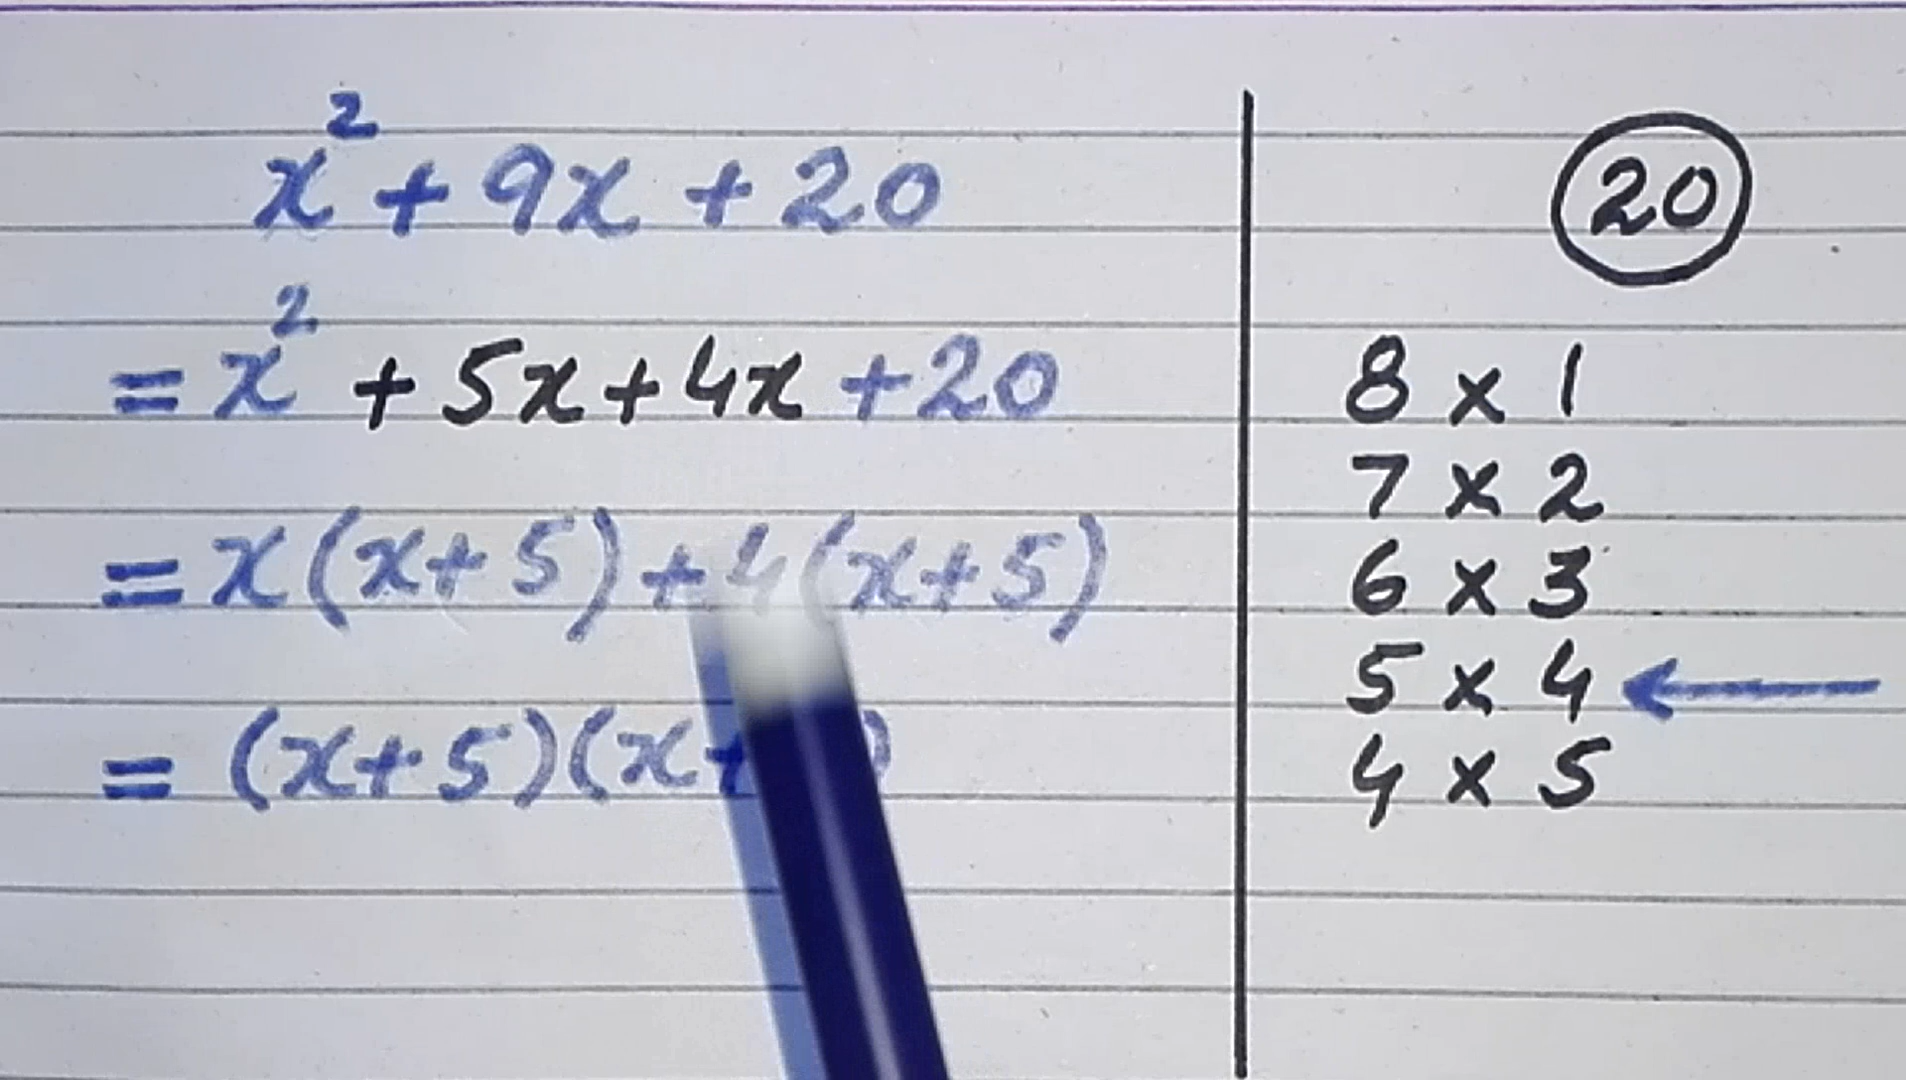 x² + 9x + 20
= x² + 5x + 4x + 20
= x(x+5) + 4(x+5)
= (x+5)(x+ )
20
8 x 1
7 x 2
6 x 3
5 x 4 ←
4 x 5